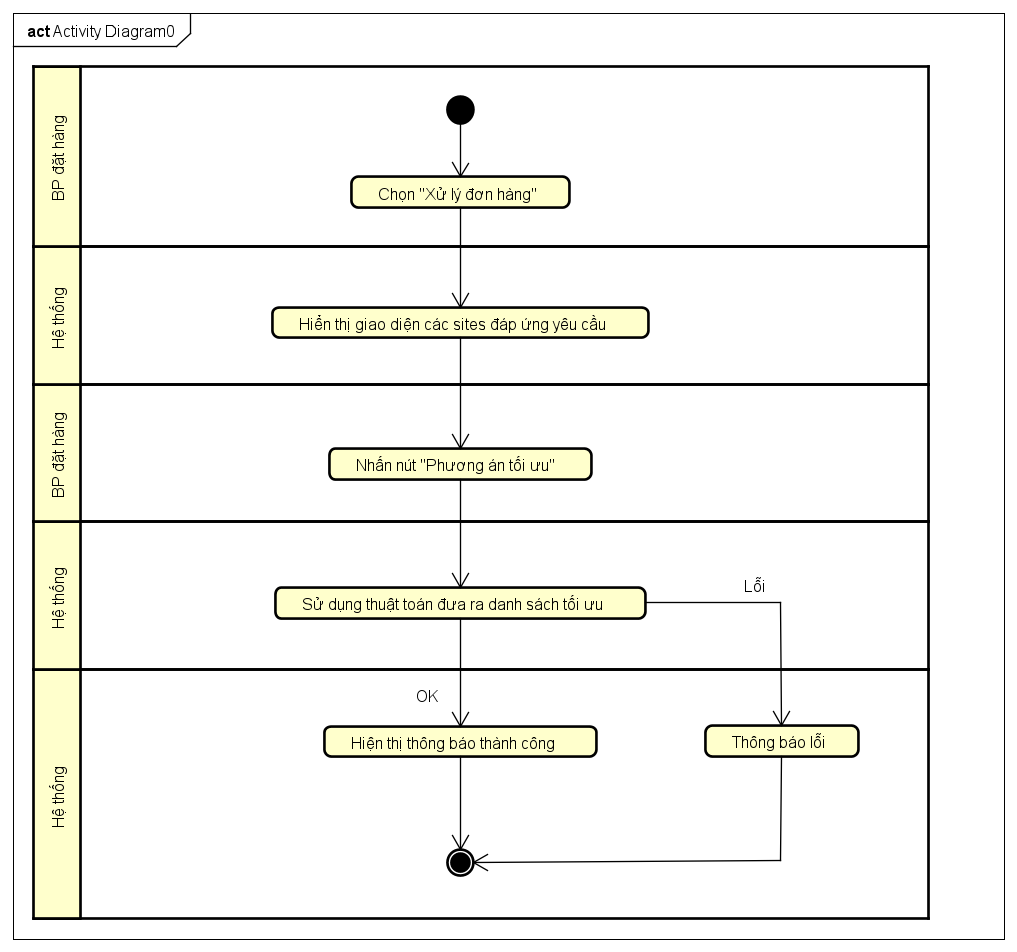 act Activity Diagram0
BP đặt hàng
Chọn "Xử lý đơn hàng"
Hệ thống
Hiển thị giao diện các sites đáp ứng yêu cầu
BP đặt hàng
Nhấn nút "Phương án tối ưu"
Hệ thống
Sử dụng thuật toán đưa ra danh sách tối ưu
Lỗi
Hệ thống
OK
Hiện thị thông báo thành công
Thông báo lỗi